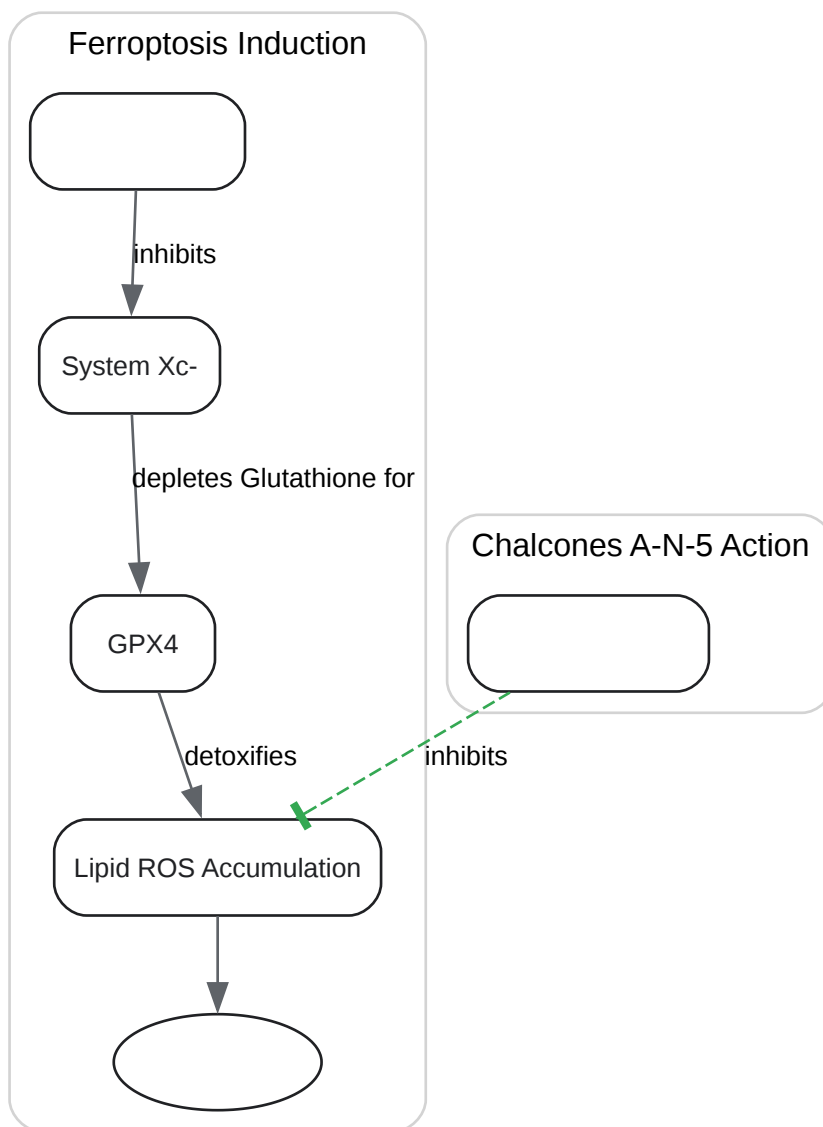 Ferroptosis Induction
inhibits
System Xc-
depletes Glutathione for
Chalcones A-N-5 Action
GPX4
detoxifies
inhibits
Lipid ROS Accumulation